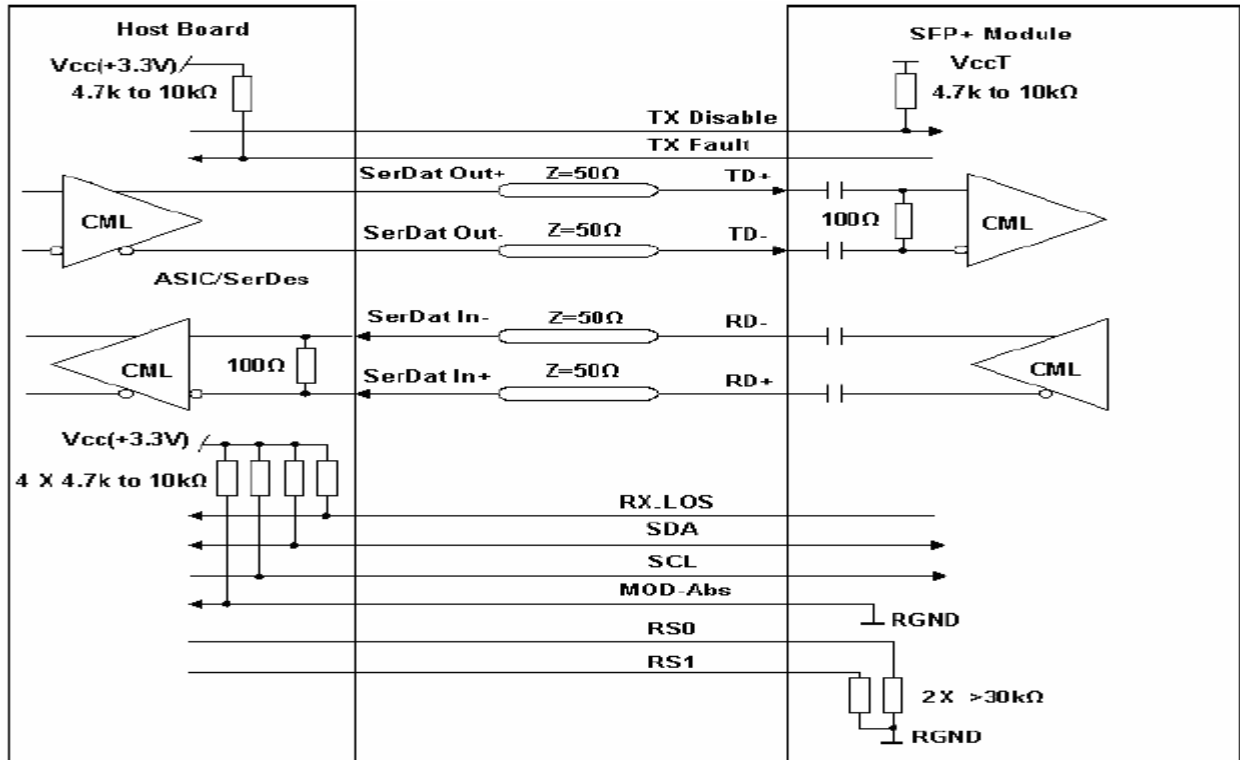 Host Board
SFP+ Module
Vcc(+3.3V)
VccT
4.7k to 10kΩ
4.7k to 10kΩ
TX Disable
TX Fault
SerDat Out+
Z=50Ω
TD+
CML
100Ω
CML
SerDat Out-
Z=50Ω
TD-
ASIC/SerDes
SerDat In-
Z=50Ω
RD-
100Ω
CML
CML
SerDat In+
Z=50Ω
RD+
Vcc(+3.3V)
4 X 4.7k to 10kΩ
RX_LOS
SDA
SCL
MOD-Abs
RGND
RS0
RS1
2X >30kΩ
RGND